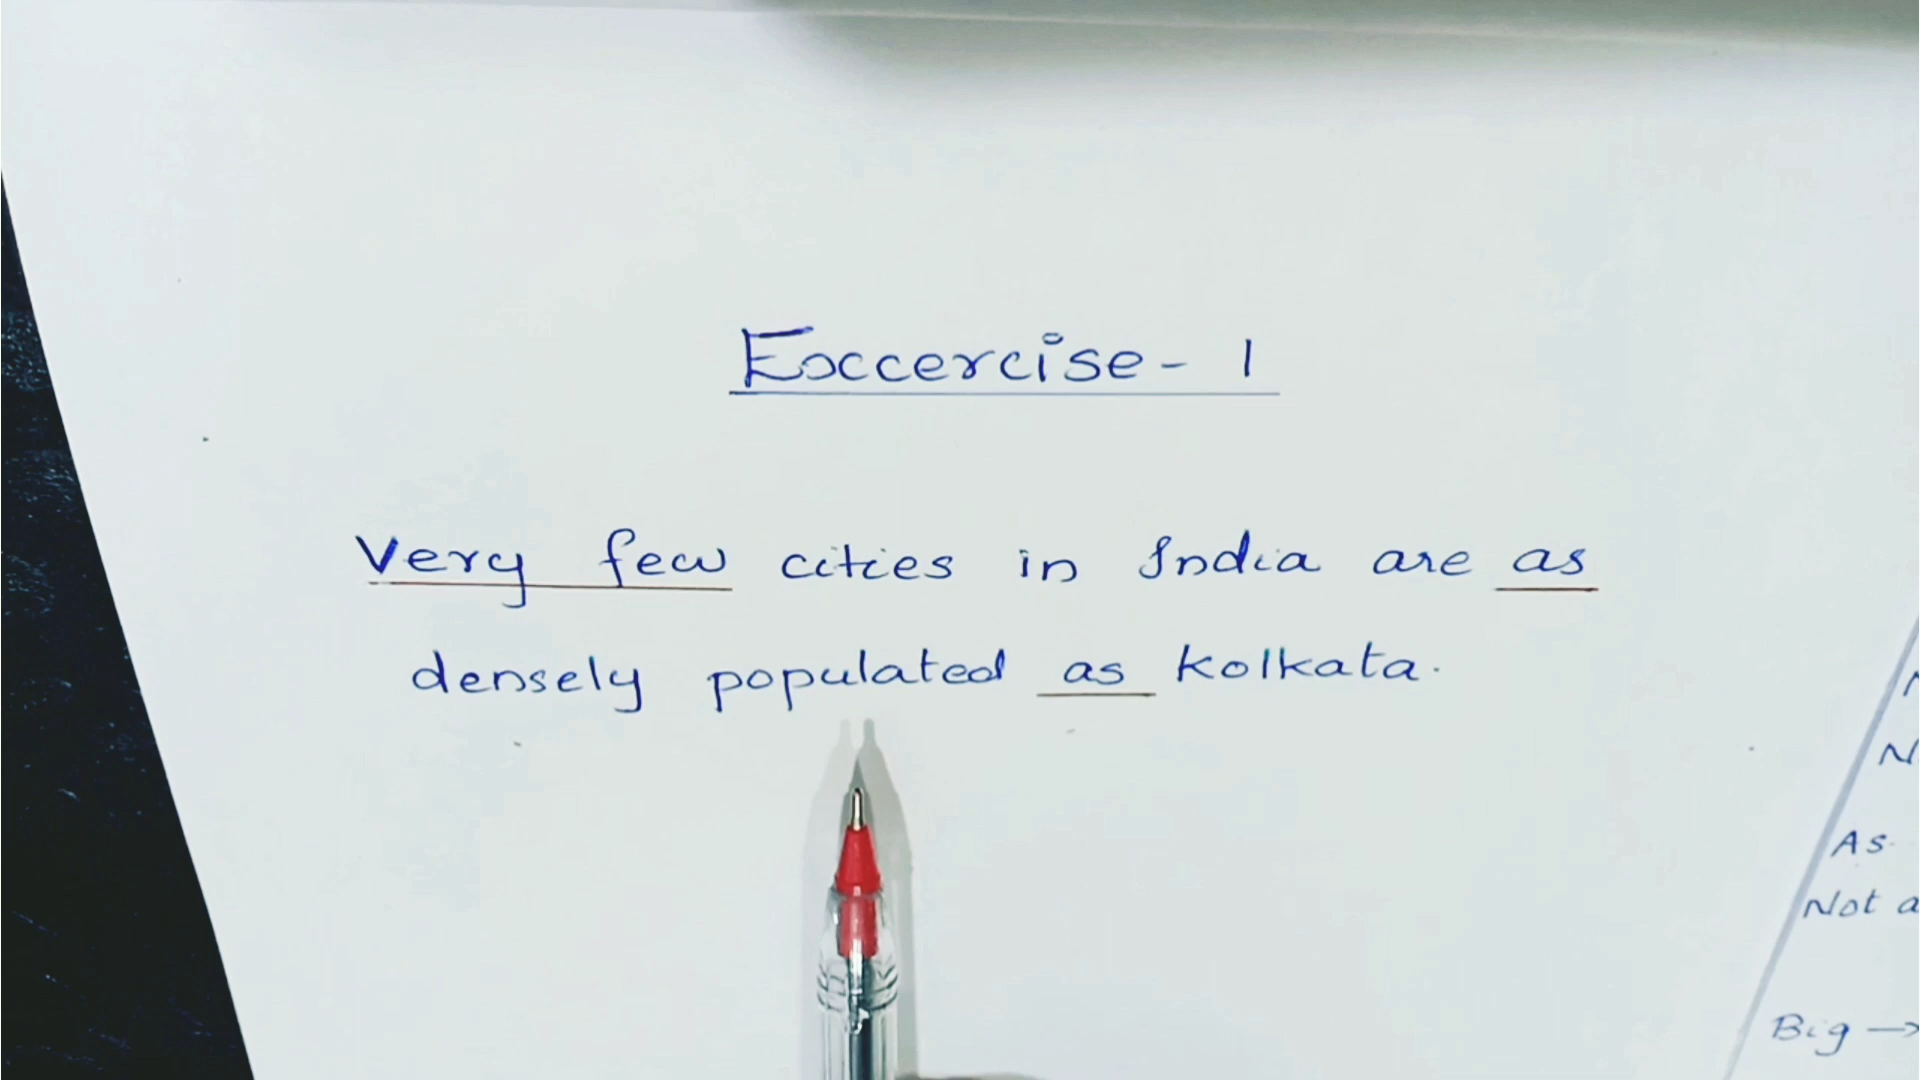 Exccercise - 1
Very few cities in India are as
densely populated as Kolkata.
As
Not a
Big →